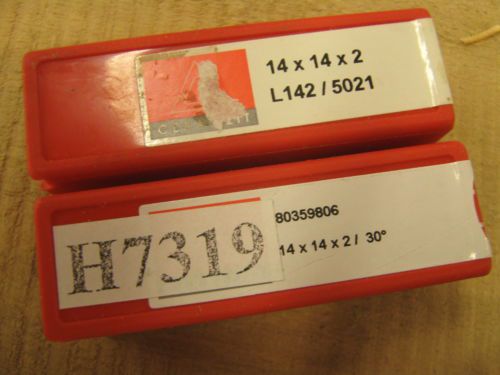 14 x 14 x 2
L142 / 5021
80359806
14 x 14 x 2 / 30°
H7319